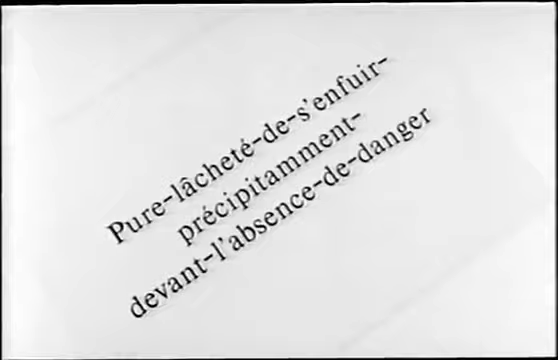 Pure-lâcheté-de-s'enfuir-
précipitamment-
devant-l'absence-de-danger